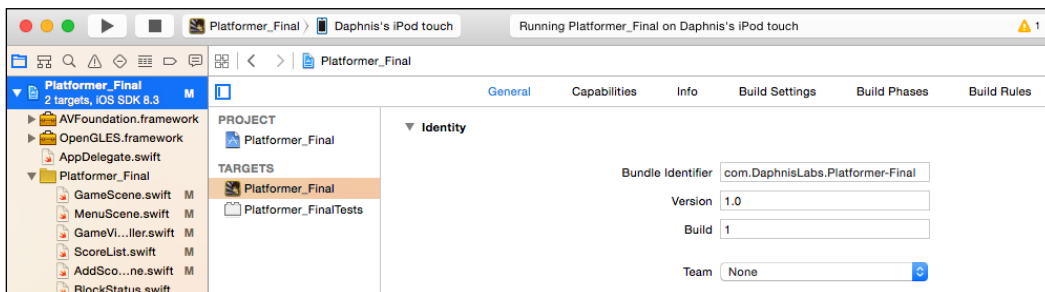 Platformer_Final Daphnis's iPod touch Running Platformer_Final on Daphnis's iPod touch 1
Platformer_Final
Platformer_Final M
2 targets, iOS SDK 8.3
General Capabilities Info Build Settings Build Phases Build Rules
AVFoundation.framework
OpenGLES.framework
AppDelegate.swift
Platformer_Final
GameScene.swift M
MenuScene.swift M
GameVi...ller.swift M
ScoreList.swift M
AddSco...ne.swift M
BlockStatus.swift
PROJECT
Platformer_Final
TARGETS
Platformer_Final
Platformer_FinalTests
Identity
Bundle Identifier com.DaphnisLabs.Platformer-Final
Version 1.0
Build 1
Team None